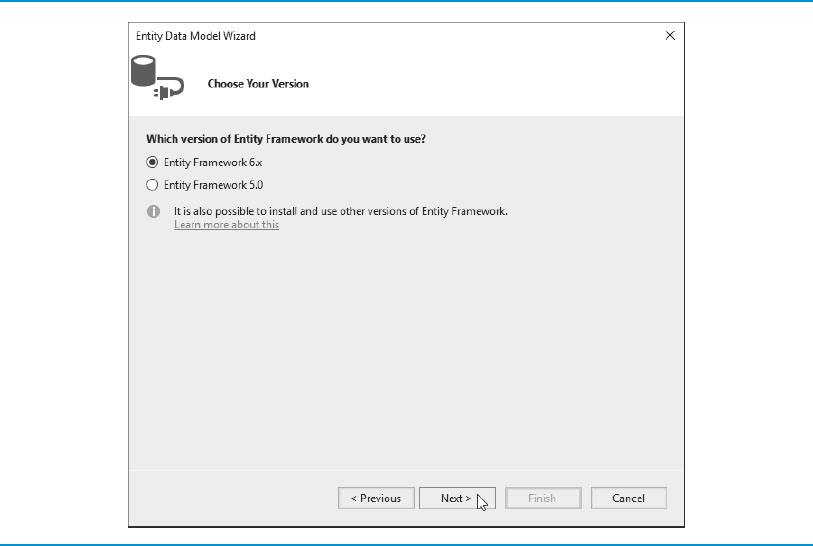 Entity Data Model Wizard
Choose Your Version
Which version of Entity Framework do you want to use?
Entity Framework 6.x
Entity Framework 5.0
It is also possible to install and use other versions of Entity Framework.
Learn more about this
< Previous
Next >
Finish
Cancel